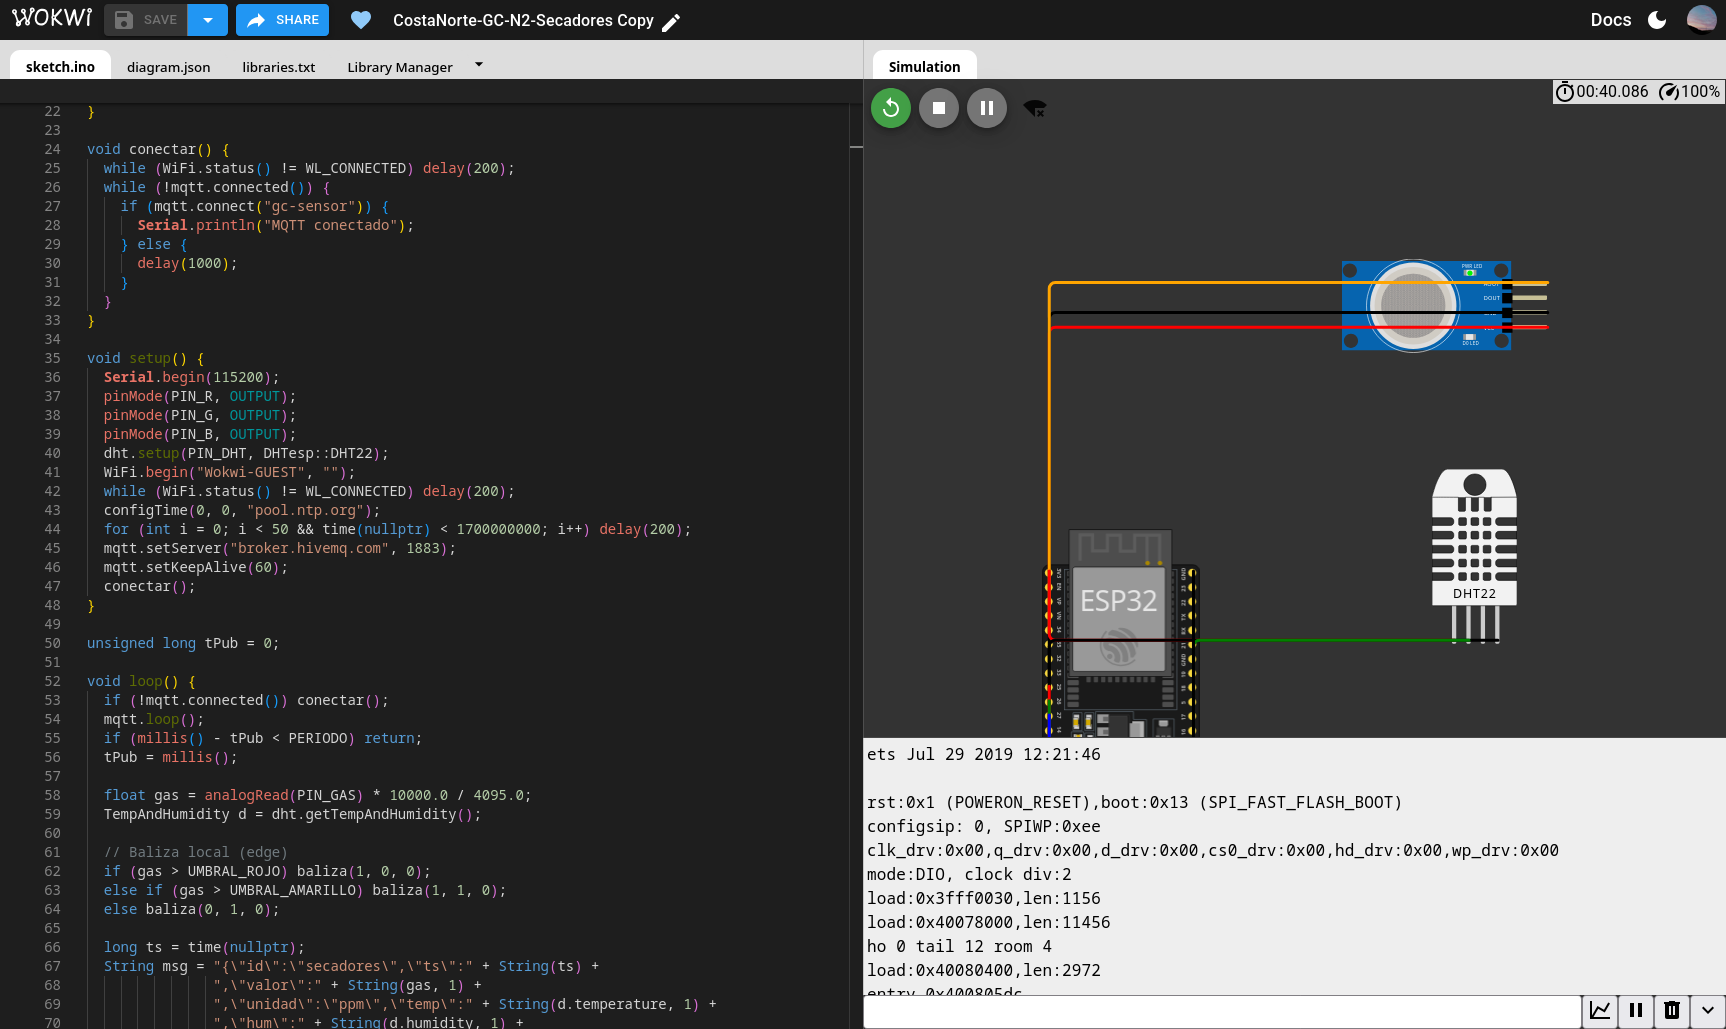 WOKWI
SAVE
SHARE
CostaNorte-GC-N2-Secadores Copy
Docs
sketch.ino
diagram.json
libraries.txt
Library Manager
Simulation
00:40.086
100%
22 }
23
24 void conectar() {
25 while (WiFi.status() != WL_CONNECTED) delay(200);
26 while (!mqtt.connected()) {
27 if (mqtt.connect("gc-sensor")) {
28 Serial.println("MQTT conectado");
29 } else {
30 delay(1000);
31 }
32 }
33 }
34
35 void setup() {
36 Serial.begin(115200);
37 pinMode(PIN_R, OUTPUT);
38 pinMode(PIN_G, OUTPUT);
39 pinMode(PIN_B, OUTPUT);
40 dht.setup(PIN_DHT, DHTesp::DHT22);
41 WiFi.begin("Wokwi-GUEST", "");
42 while (WiFi.status() != WL_CONNECTED) delay(200);
43 configTime(0, 0, "pool.ntp.org");
44 for (int i = 0; i < 50 && time(nullptr) < 1700000000; i++) delay(200);
45 mqtt.setServer("broker.hivemq.com", 1883);
46 mqtt.setKeepAlive(60);
47 conectar();
48 }
49
50 unsigned long tPub = 0;
51
52 void loop() {
53 if (!mqtt.connected()) conectar();
54 mqtt.loop();
55 if (millis() - tPub < PERIODO) return;
56 tPub = millis();
57
58 float gas = analogRead(PIN_GAS) * 10000.0 / 4095.0;
59 TempAndHumidity d = dht.getTempAndHumidity();
60
61 // Baliza local (edge)
62 if (gas > UMBRAL_ROJO) baliza(1, 0, 0);
63 else if (gas > UMBRAL_AMARILLO) baliza(1, 1, 0);
64 else baliza(0, 1, 0);
65
66 long ts = time(nullptr);
67 String msg = "{\"id\":\"secadores\",\"ts\":" + String(ts) +
68 ",\"valor\":" + String(gas, 1) +
69 ",\"unidad\":\"ppm\",\"temp\":" + String(d.temperature, 1) +
70 ",\"hum\":" + String(d.humidity, 1) +
PWR LED
DOUT
DO LED
DHT22
ESP32
ets Jul 29 2019 12:21:46
rst:0x1 (POWERON_RESET),boot:0x13 (SPI_FAST_FLASH_BOOT)
configsip: 0, SPIWP:0xee
clk_drv:0x00,q_drv:0x00,d_drv:0x00,cs0_drv:0x00,hd_drv:0x00,wp_drv:0x00
mode:DIO, clock div:2
load:0x3fff0030,len:1156
load:0x40078000,len:11456
ho 0 tail 12 room 4
load:0x40080400,len:2972
entry 0x400805dc